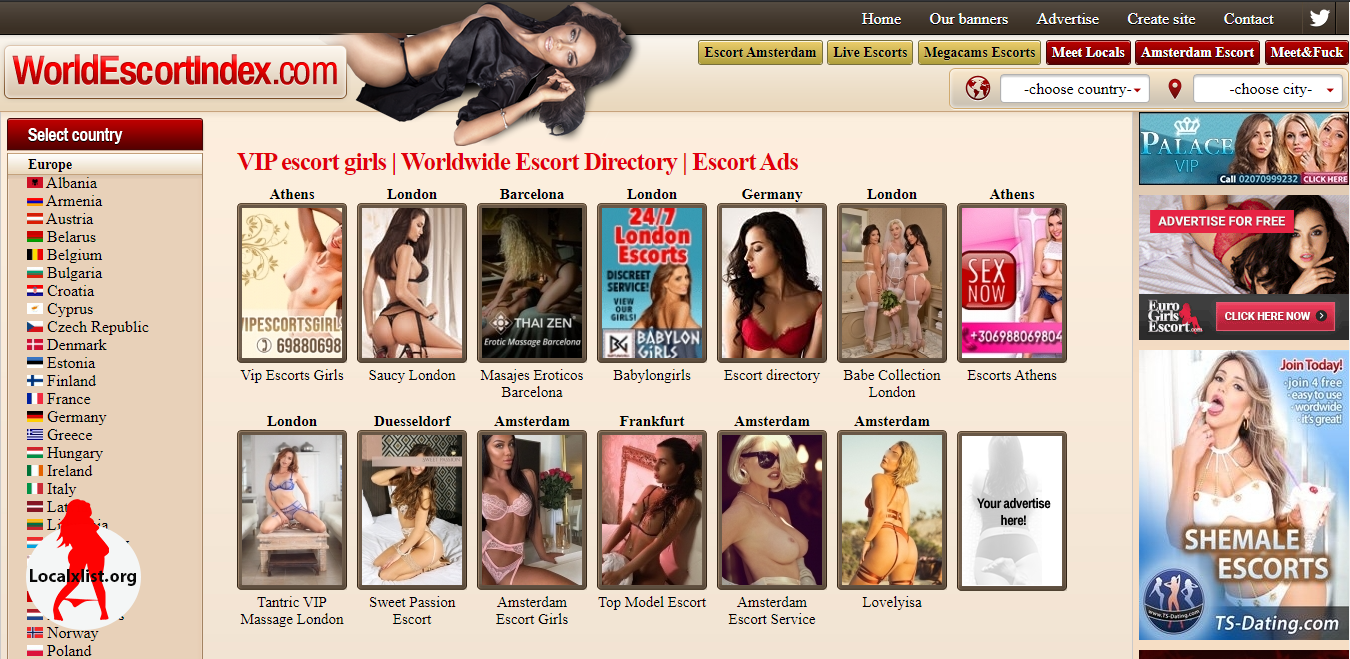 Home
Our banners
Advertise
Create site
Contact
WorldEscortIndex.com
Escort Amsterdam
Live Escorts
Megacams Escorts
Meet Locals
Amsterdam Escort
Meet&Fuck
-choose country-
-choose city-
Select country
Europe
Albania
Armenia
Austria
Belarus
Belgium
Bulgaria
Croatia
Cyprus
Czech Republic
Denmark
Estonia
Finland
France
Germany
Greece
Hungary
Ireland
Italy
Localxlist.org
Norway
Poland
VIP escort girls | Worldwide Escort Directory | Escort Ads
Athens
VIPESCORTSGIRL
69880698
Vip Escorts Girls
London
Saucy London
Barcelona
THAI ZEN
Erotic Massage Barcelona
Masajes Eroticos
Barcelona
London
24/7
London
Escorts
DISCREET
SERVICE!
VIEW
OUR
GIRLS!
BABYLON
GIRLS
Babylongirls
Germany
Escort directory
London
Babe Collection
London
Athens
SEX
NOW
+306988069804
Escorts Athens
London
Tantric VIP
Massage London
Duesseldorf
Sweet Passion
Escort
Amsterdam
Amsterdam
Escort Girls
Frankfurt
Top Model Escort
Amsterdam
Amsterdam
Escort Service
Amsterdam
Lovelyisa
Your advertise
here!
PALACE
VIP
Call 02070999232
CLICK HERE
ADVERTISE FOR FREE
Euro
Girls
Escort.com
CLICK HERE NOW
Join Today!
- join 4 free
- easy to use
- wordwide
- it's great!
SHEMALE
ESCORTS
www.TS-Dating.com
TS-Dating.com